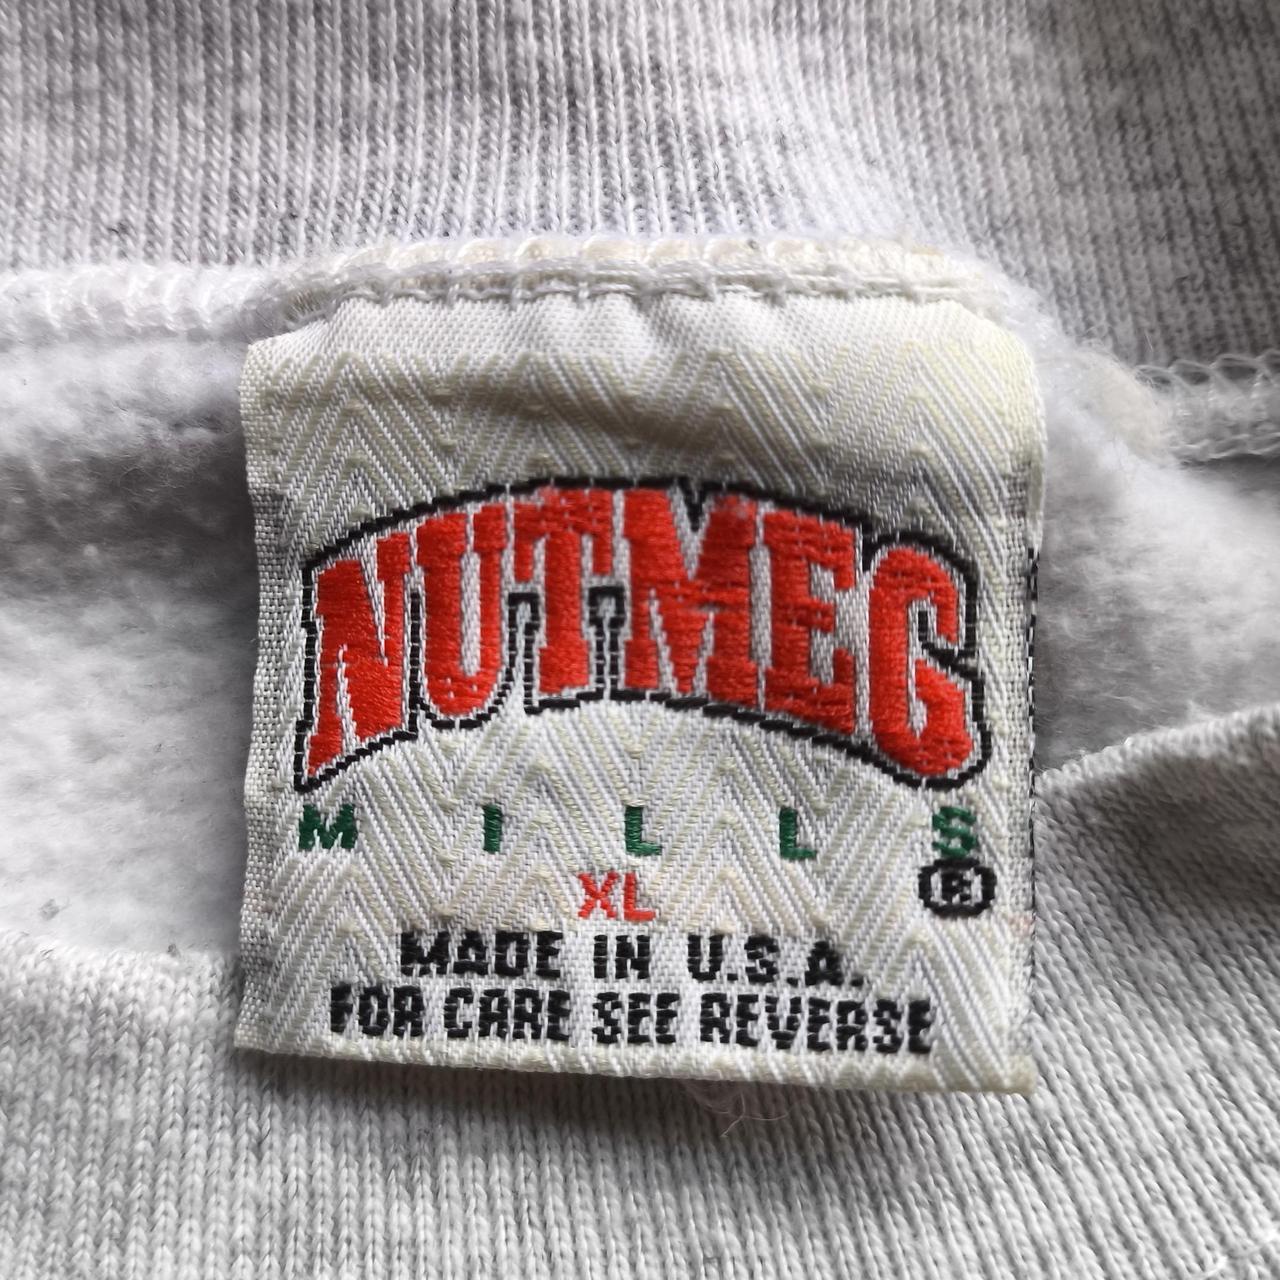 NUTMEG
MILLS®
XL
MADE IN U.S.A.
FOR CARE SEE REVERSE